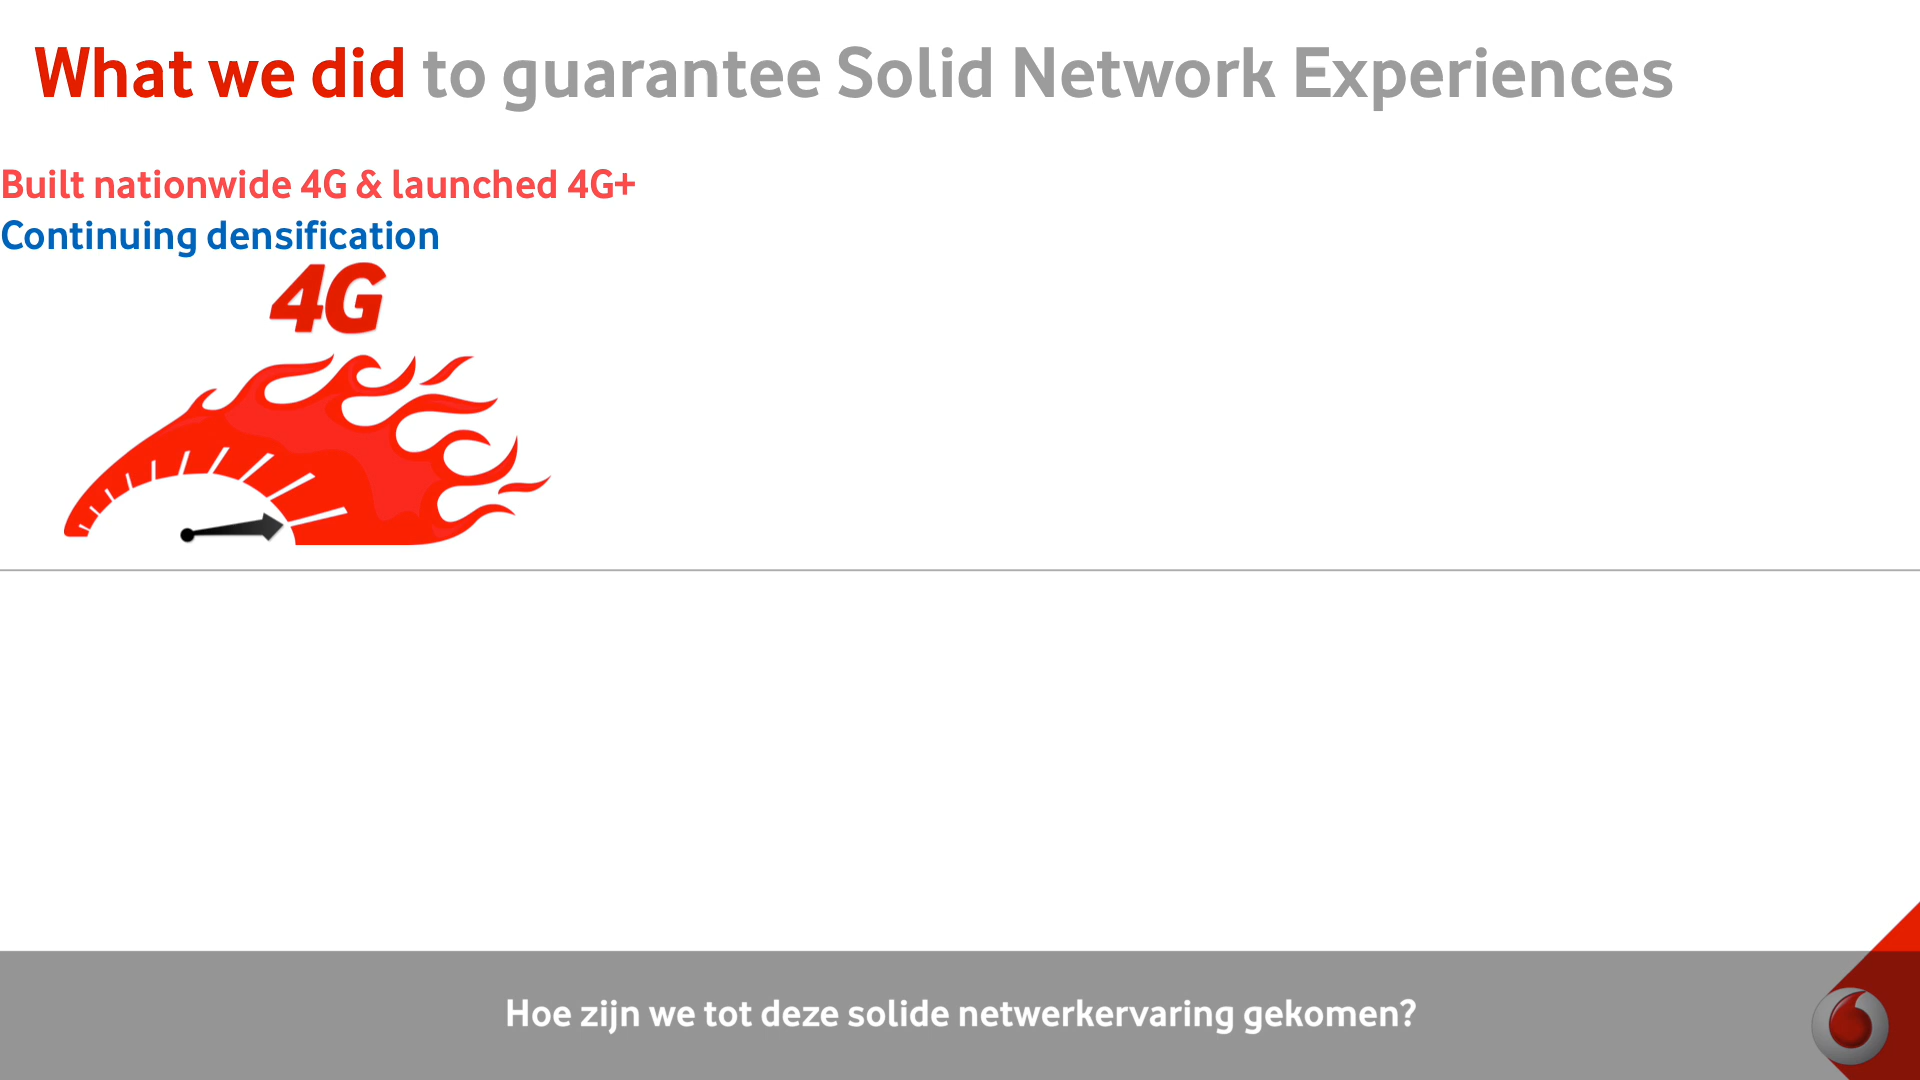 What we did to guarantee Solid Network Experiences
Built nationwide 4G & launched 4G+
Continuing densification
4G
Hoe zijn we tot deze solide netwerkervaring gekomen?